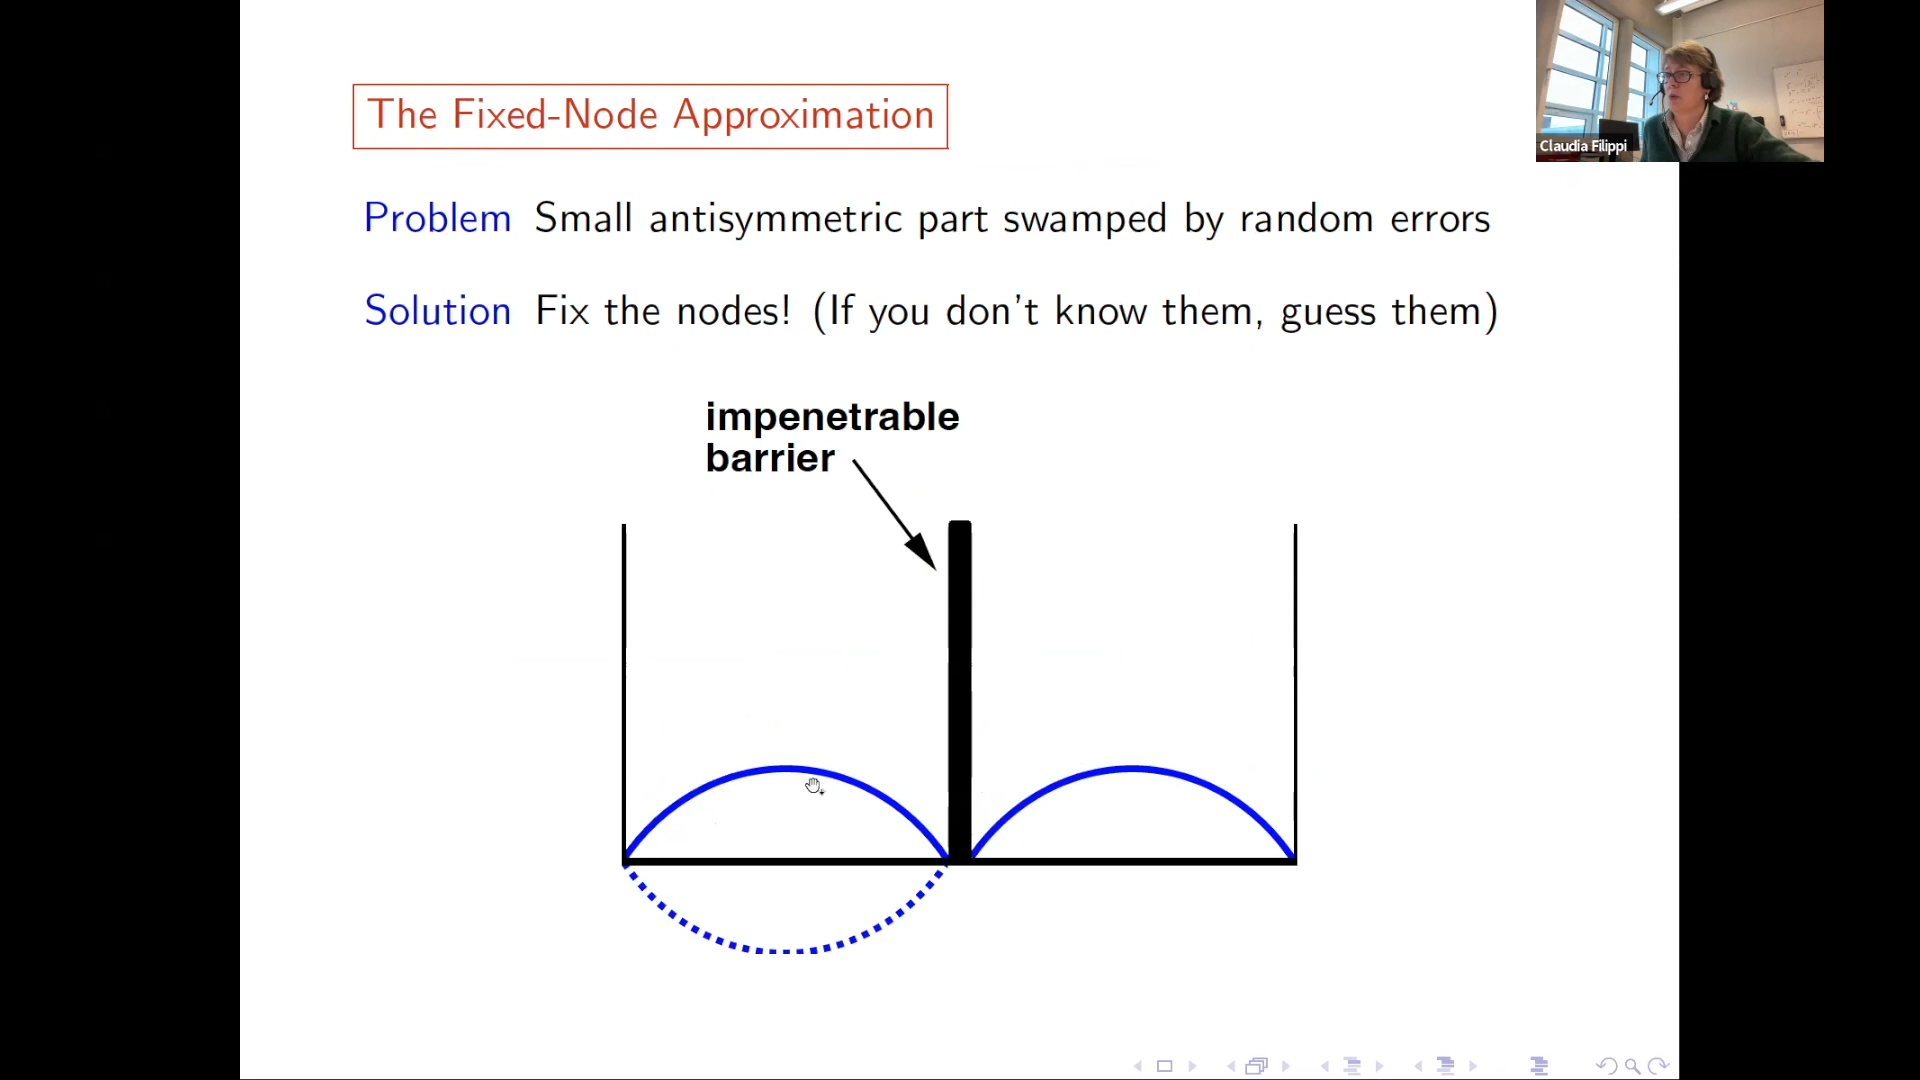 The Fixed-Node Approximation
Claudia Filippi
Problem Small antisymmetric part swamped by random errors
Solution Fix the nodes! (If you don't know them, guess them)
impenetrable
barrier